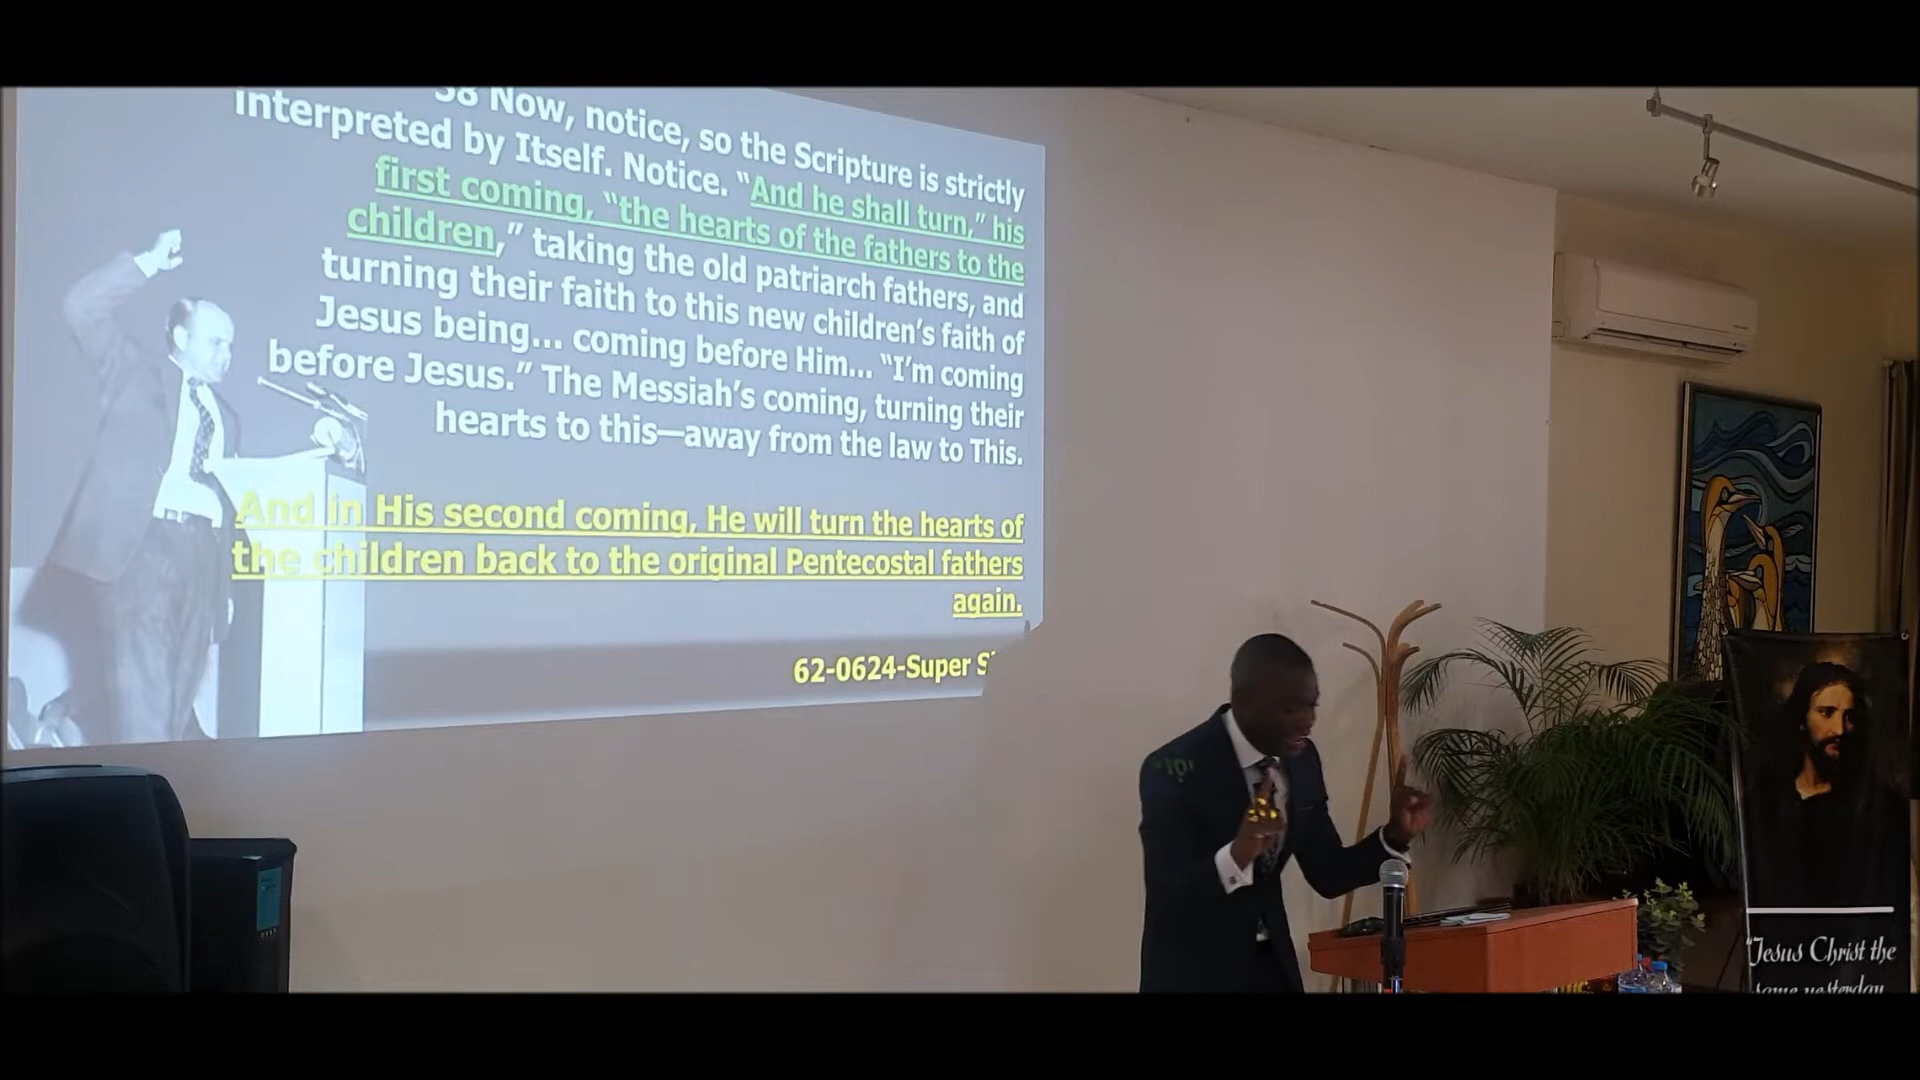 58 Now, notice, so the Scripture is strictly
interpreted by Itself. Notice. “And he shall turn,” his
first coming, “the hearts of the fathers to the
children,” taking the old patriarch fathers, and
turning their faith to this new children’s faith of
Jesus being... coming before Him... “I’m coming
before Jesus.” The Messiah’s coming, turning their
hearts to this—away from the law to This.
And in His second coming, He will turn the hearts of
the children back to the original Pentecostal fathers
again.
62-0624-Super
“Jesus Christ the
same yesterday